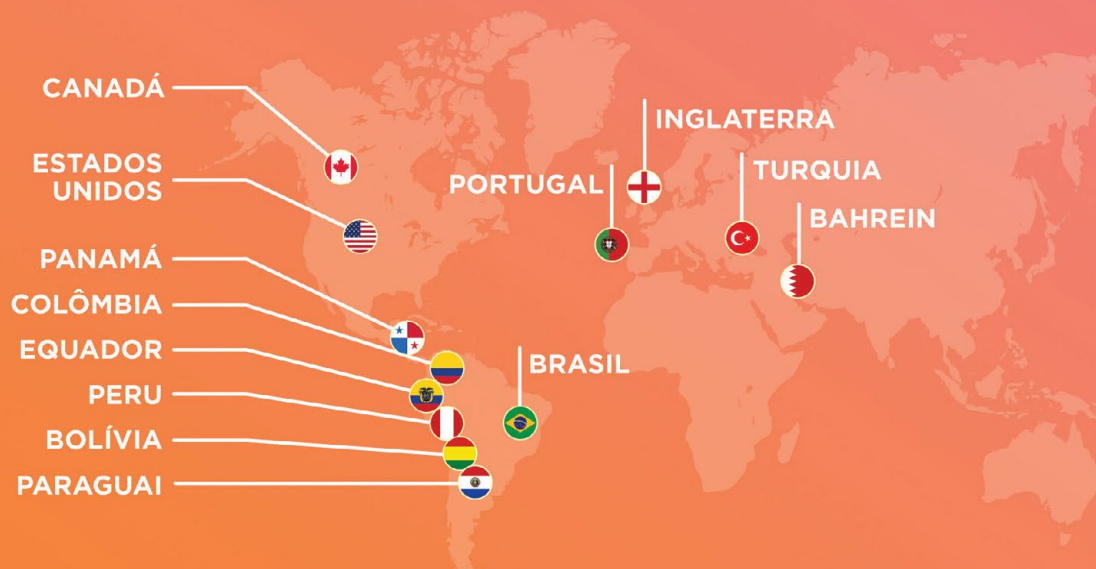 CANADÁ
ESTADOS
UNIDOS
PANAMÁ
COLÔMBIA
EQUADOR
PERU
BOLÍVIA
PARAGUAI
BRASIL
PORTUGAL
INGLATERRA
TURQUIA
BAHREIN